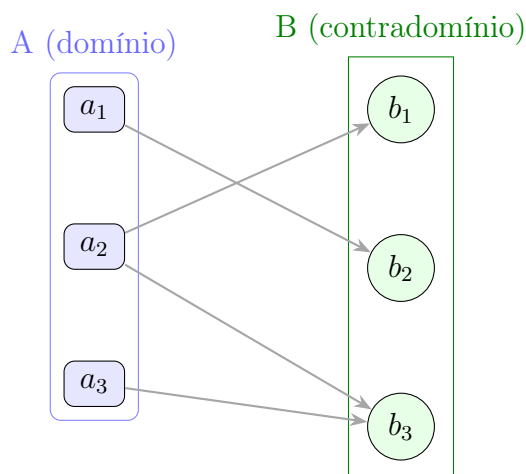 A (domínio)
B (contradomínio)
a₁
b₁
a₂
b₂
a₃
b₃